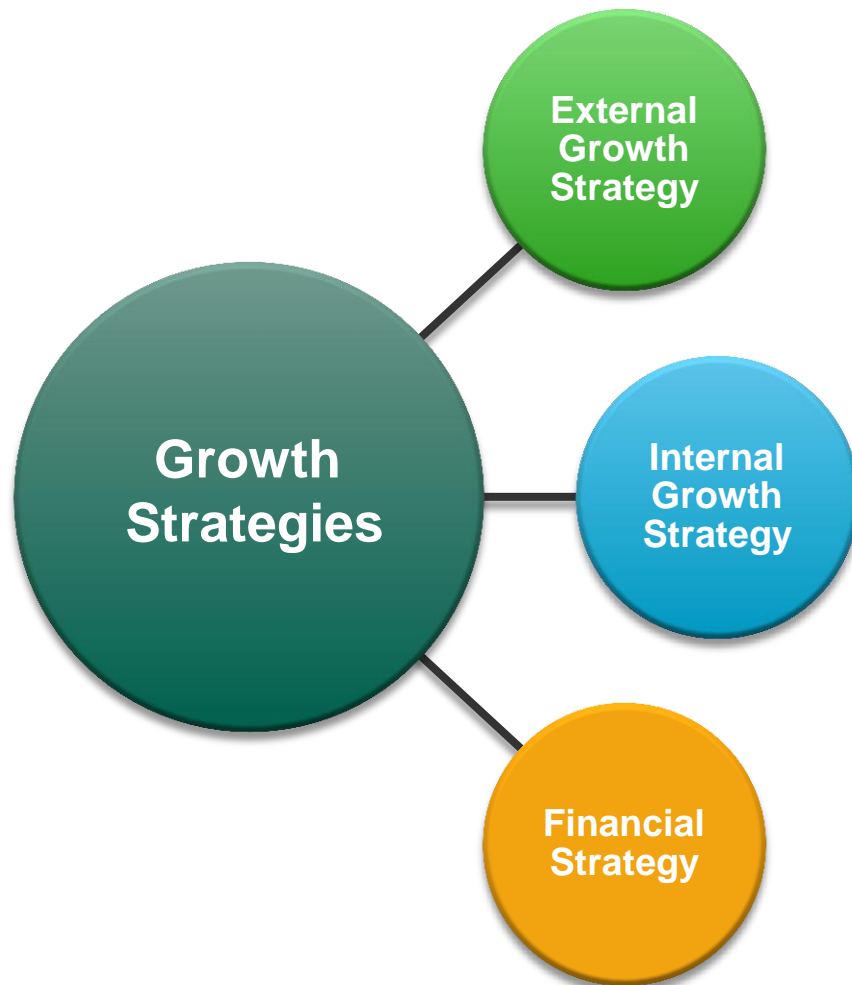 External
Growth
Strategy
Growth
Strategies
Internal
Growth
Strategy
Financial
Strategy